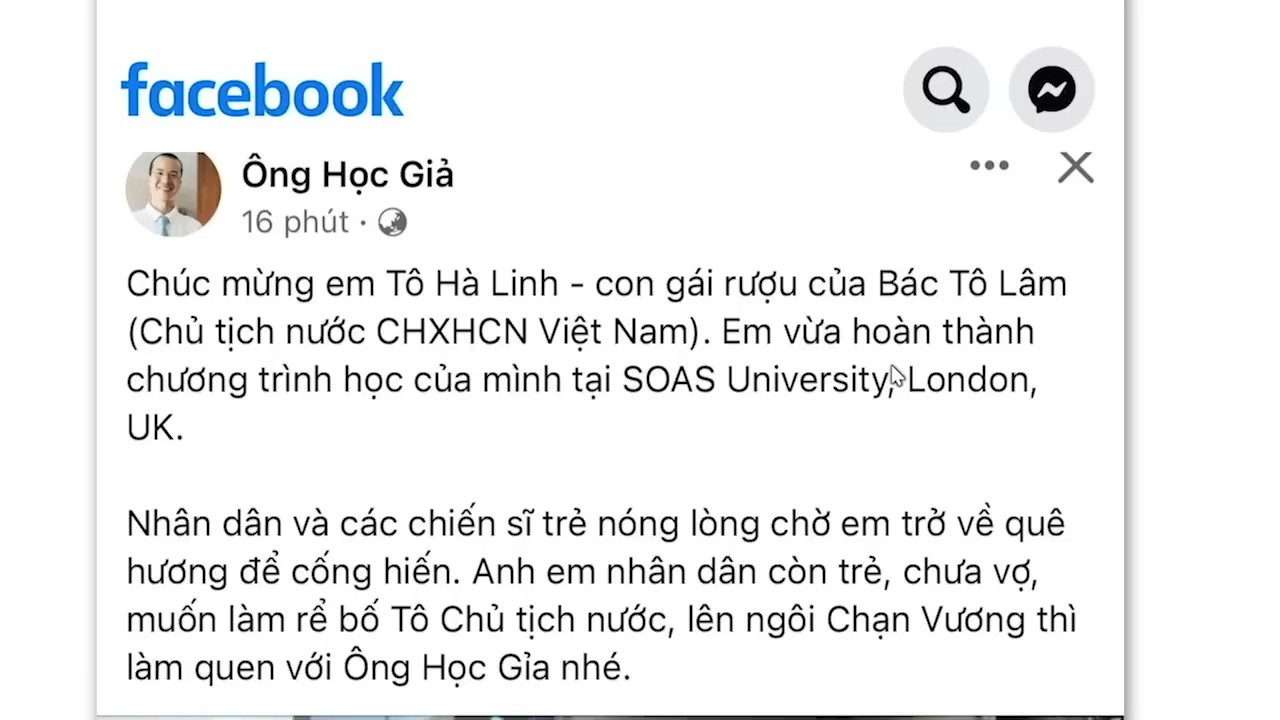 facebook
Ông Học Giả
16 phút ·
Chúc mừng em Tô Hà Linh - con gái rượu của Bác Tô Lâm
(Chủ tịch nước CHXHCN Việt Nam). Em vừa hoàn thành
chương trình học của mình tại SOAS University, London,
UK.
Nhân dân và các chiến sĩ trẻ nóng lòng chờ em trở về quê
hương để cống hiến. Anh em nhân dân còn trẻ, chưa vợ,
muốn làm rể bố Tô Chủ tịch nước, lên ngôi Chạn Vương thì
làm quen với Ông Học Gỉa nhé.